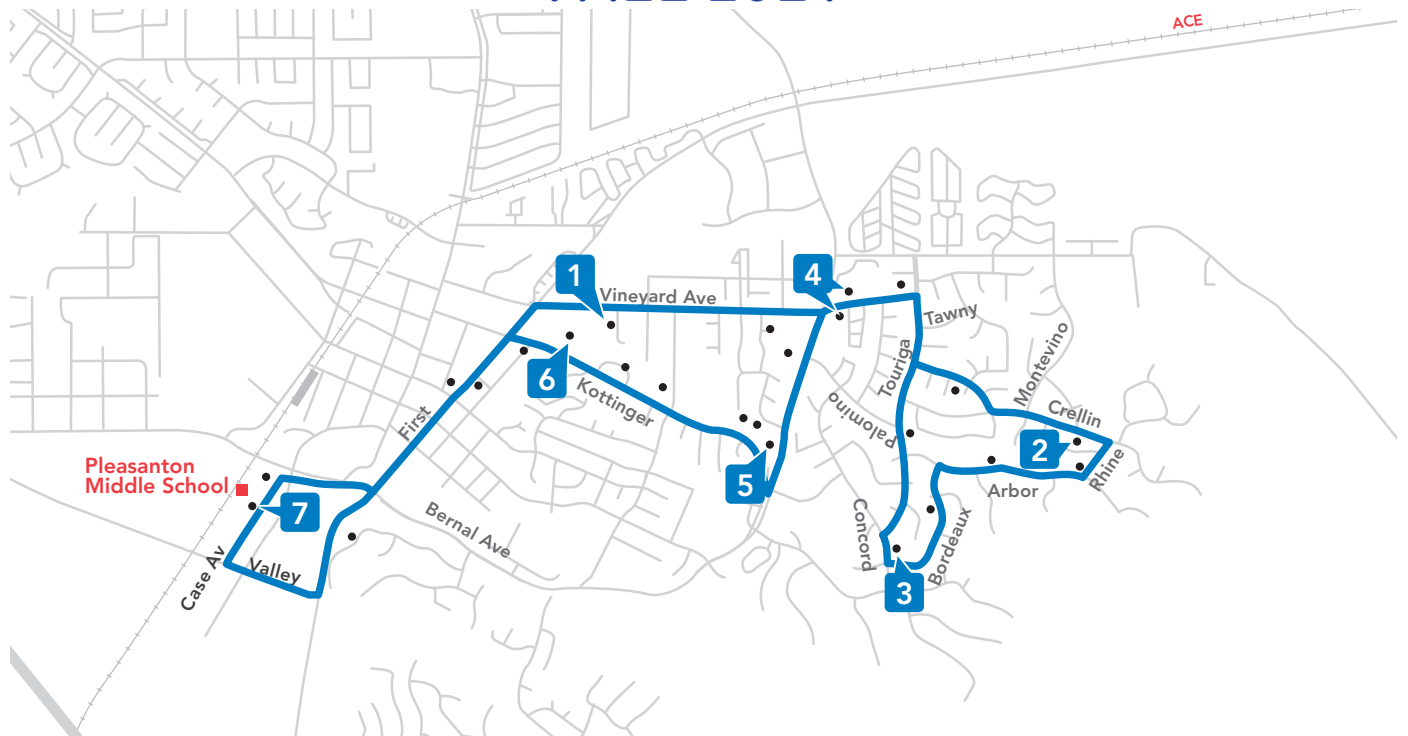 ACE
1
Vineyard Ave
4
Tawny
Touriga
Montevino
6
Kottinger
Palomino
Crellin
First
2
Rhine
Pleasanton
Middle School
5
Arbor
7
Bernal Ave
Concord
Bordeaux
Case Av
Valley
3